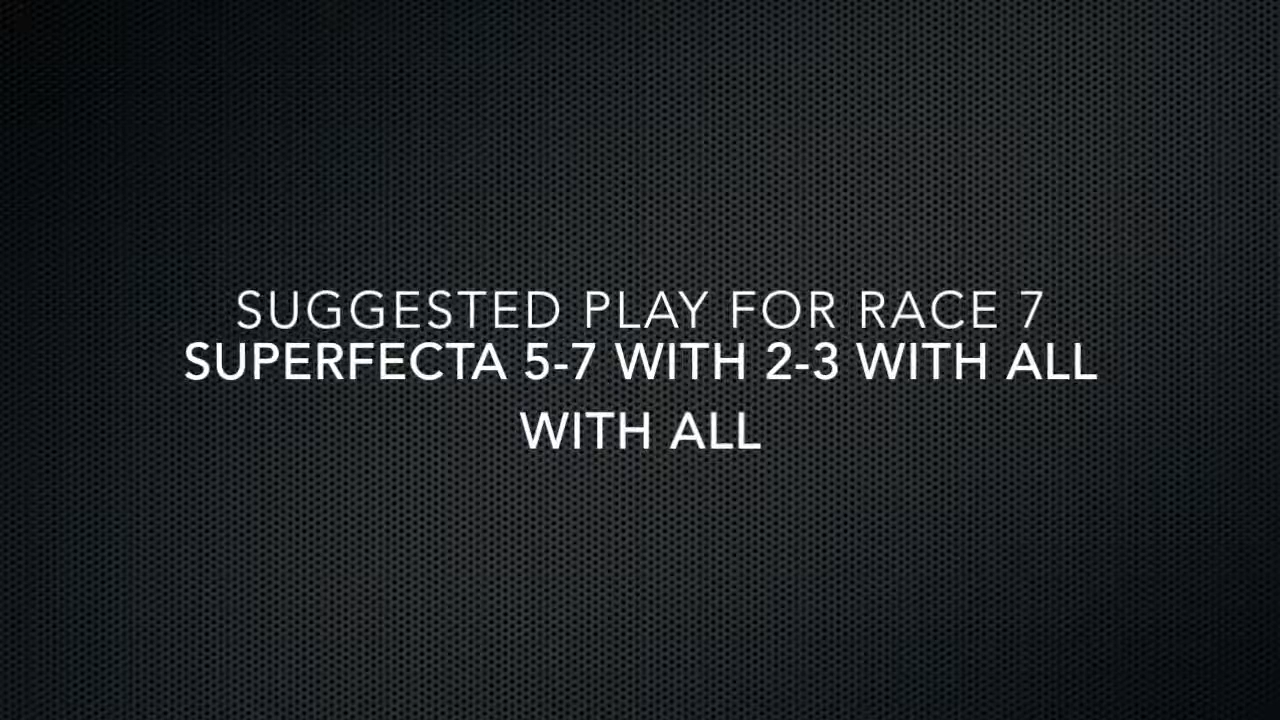 SUGGESTED PLAY FOR RACE 7
SUPERFECTA 5-7 WITH 2-3 WITH ALL
WITH ALL